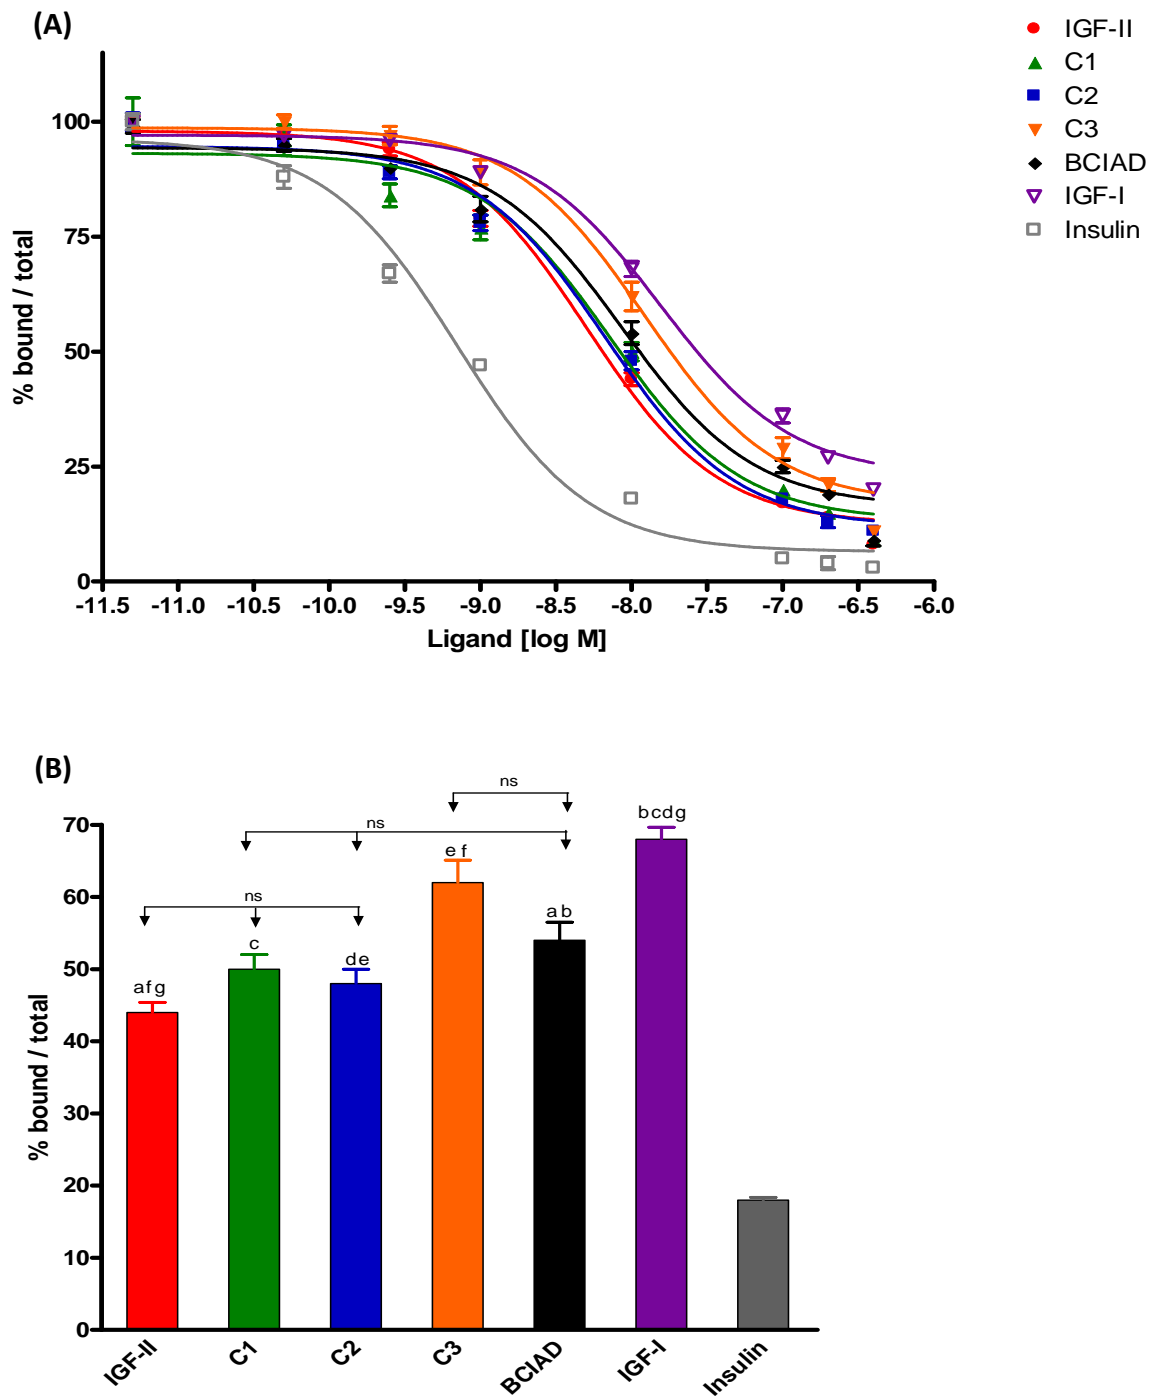 (A)
IGF-II
C1
C2
C3
BCIAD
IGF-I
Insulin
100
75
50
25
0
% bound / total
-11.5 -11.0 -10.5 -10.0 -9.5 -9.0 -8.5 -8.0 -7.5 -7.0 -6.5 -6.0
Ligand [log M]
(B)
ns
ns
ns
bcdg
ef
ab
c
de
afg
70
60
50
40
30
20
10
0
% bound / total
IGF-II C1 C2 C3 BCIAD IGF-I Insulin